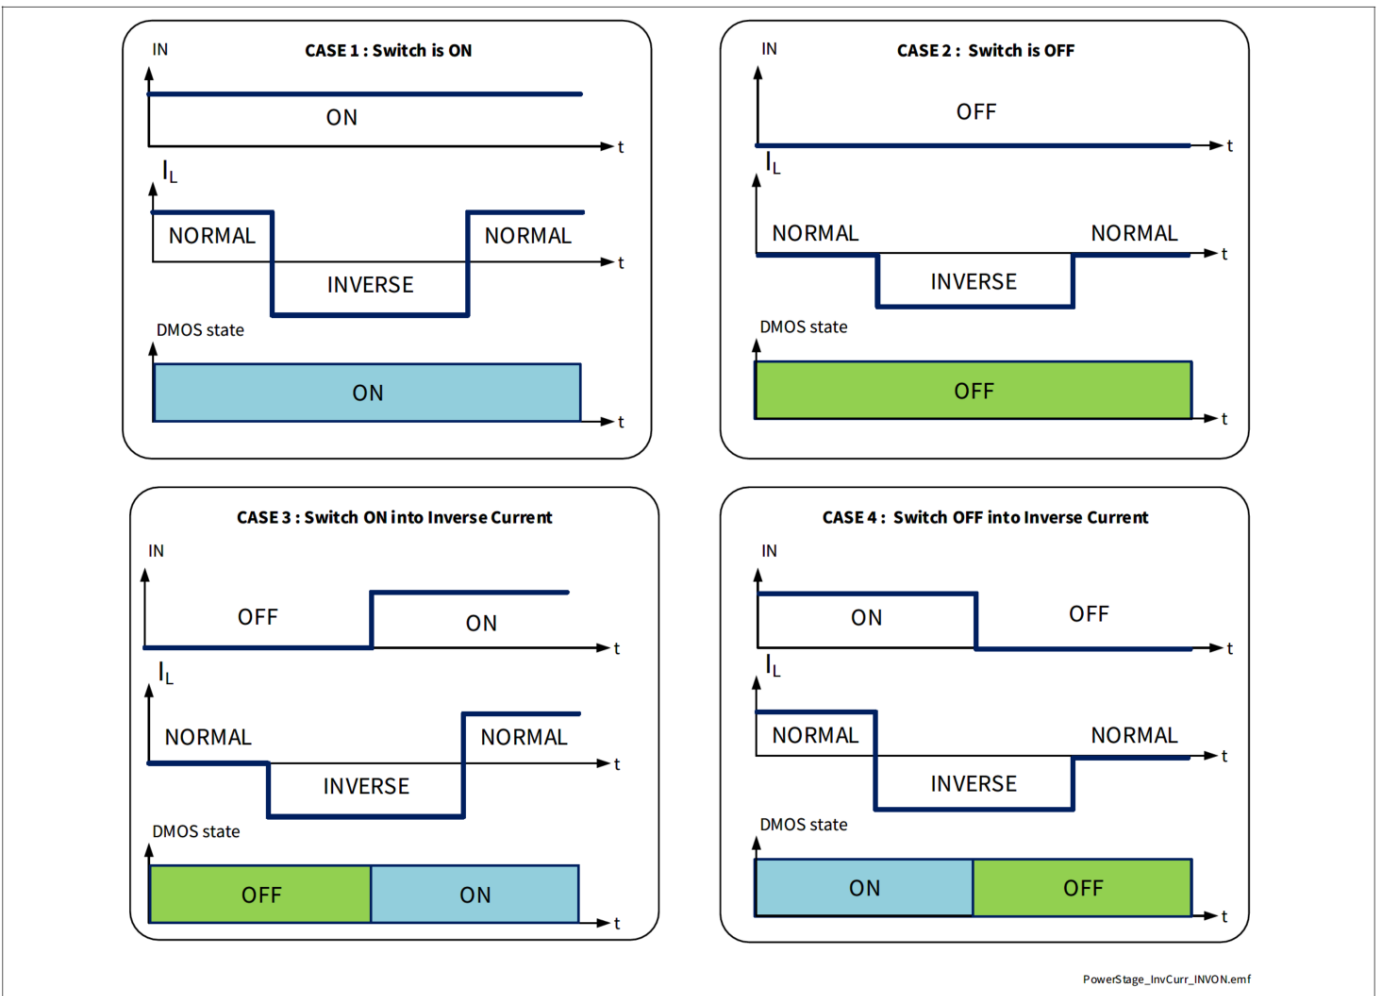 IN
CASE 1 : Switch is ON
ON
t
IL
NORMAL
NORMAL
INVERSE
t
DMOS state
ON
t
IN
CASE 2 : Switch is OFF
OFF
t
IL
NORMAL
NORMAL
INVERSE
t
DMOS state
OFF
t
CASE 3 : Switch ON into Inverse Current
IN
OFF
ON
t
IL
NORMAL
NORMAL
INVERSE
t
DMOS state
OFF
ON
t
CASE 4 : Switch OFF into Inverse Current
IN
ON
OFF
t
IL
NORMAL
NORMAL
INVERSE
t
DMOS state
ON
OFF
t
PowerStage_InvCurr_INVON.emf